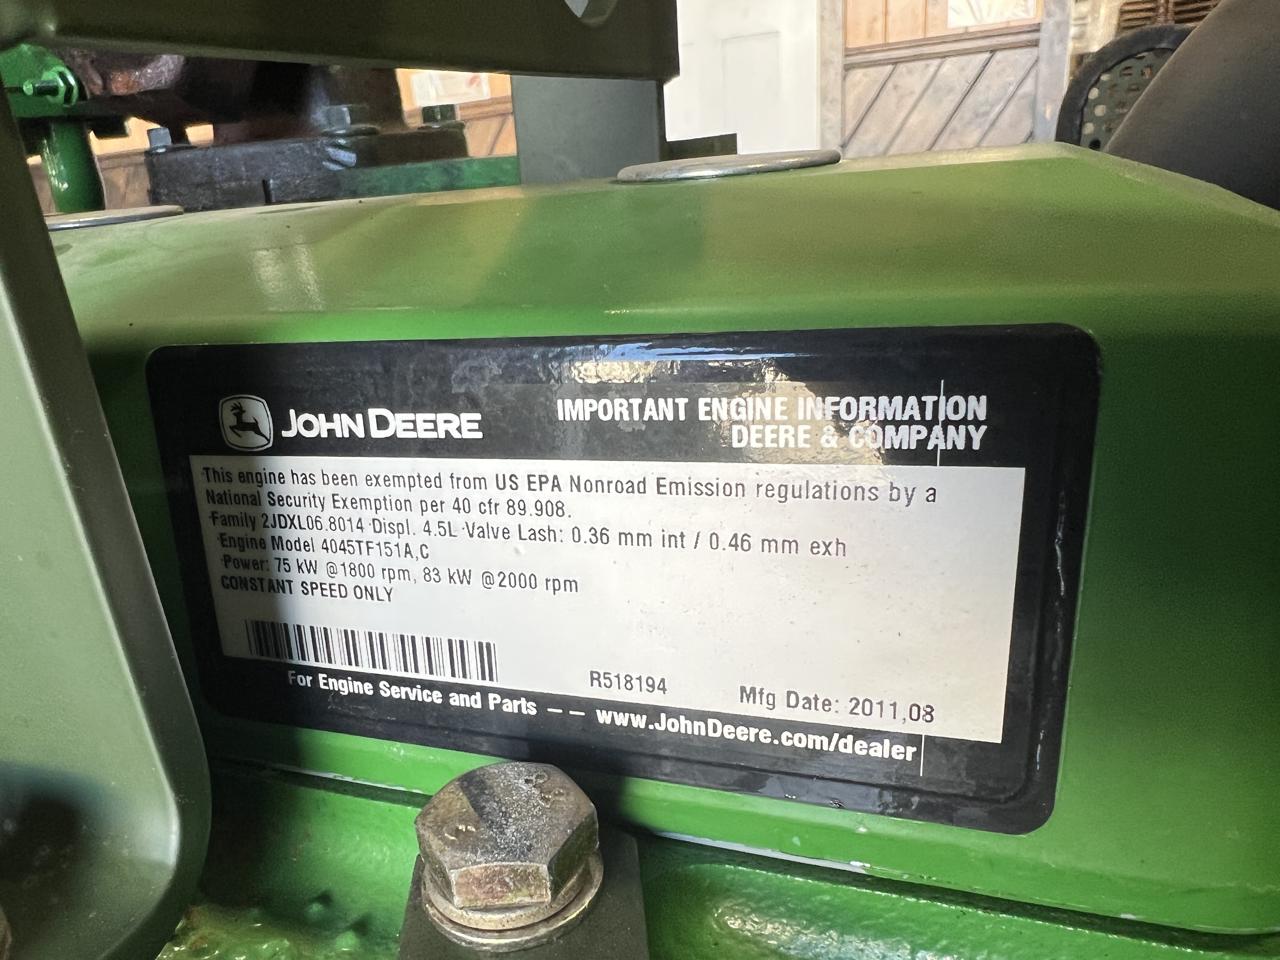 JOHN DEERE
IMPORTANT ENGINE INFORMATION
DEERE & COMPANY
This engine has been exempted from US EPA Nonroad Emission regulations by a
National Security Exemption per 40 cfr 89.908.
Family 2JDXL06.8014 Displ. 4.5L Valve Lash: 0.36 mm int / 0.46 mm exh
Engine Model 4045TF151A,C
Power: 75 kW @1800 rpm, 83 kW @2000 rpm
CONSTANT SPEED ONLY
R518194
Mfg Date: 2011,08
For Engine Service and Parts -- www.JohnDeere.com/dealer